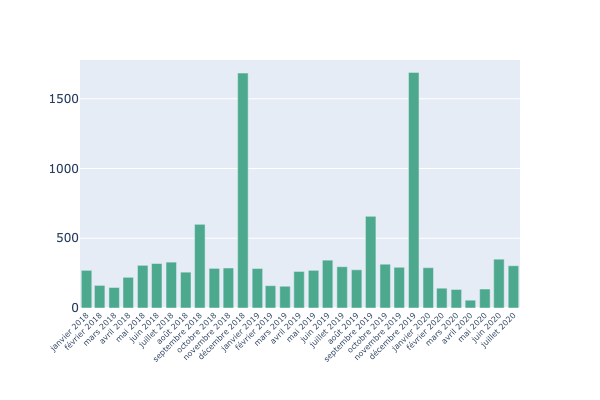 1500
1000
500
0
janvier 2018
février 2018
mars 2018
avril 2018
mai 2018
juin 2018
juillet 2018
août 2018
septembre 2018
octobre 2018
novembre 2018
décembre 2018
janvier 2019
février 2019
mars 2019
avril 2019
mai 2019
juin 2019
juillet 2019
août 2019
septembre 2019
octobre 2019
novembre 2019
décembre 2019
janvier 2020
février 2020
mars 2020
avril 2020
mai 2020
juin 2020
juillet 2020